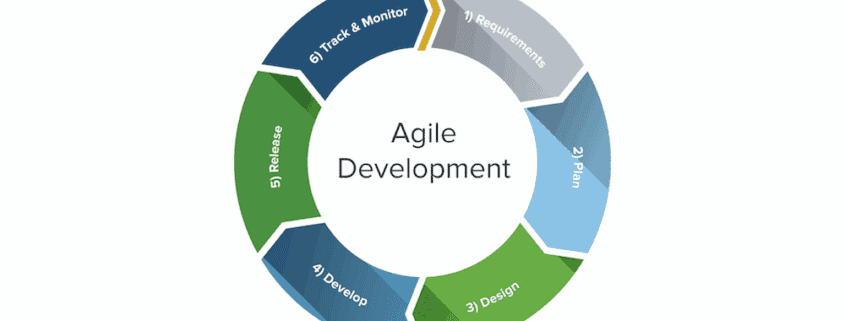 Agile
Development
1) Requirements
2) Plan
3) Design
4) Develop
5) Release
6) Track & Monitor